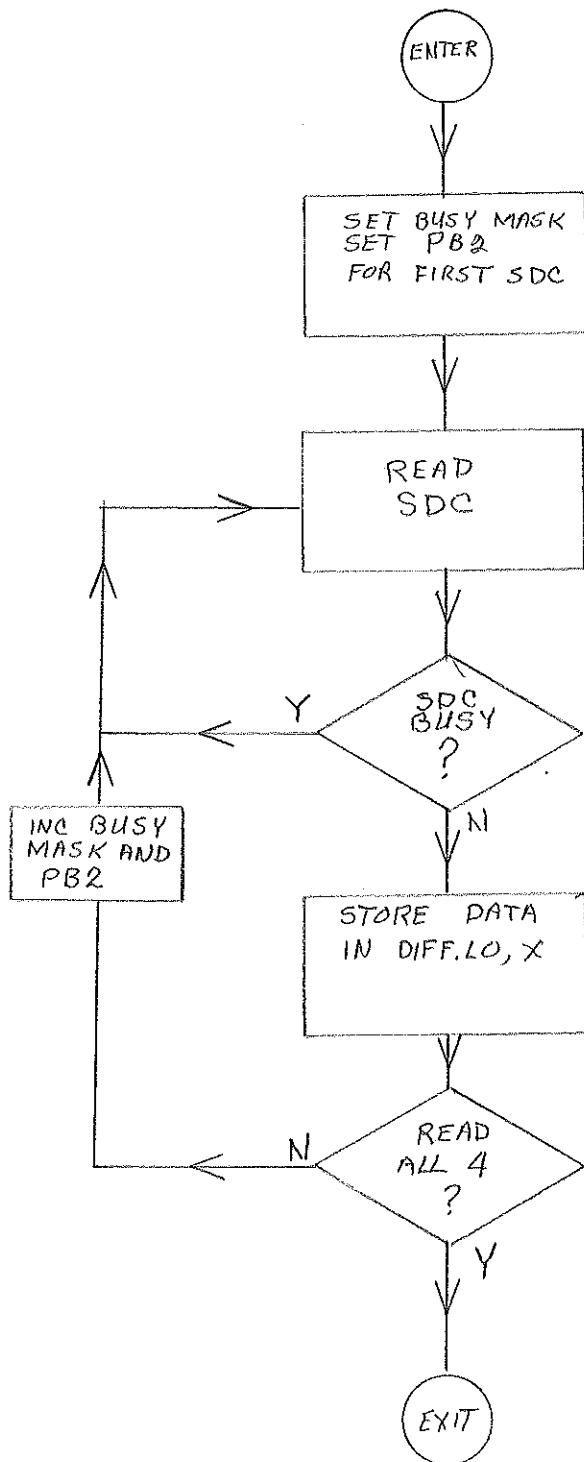 ENTER
SET BUSY MASK
SET PB2
FOR FIRST SDC
READ
SDC
SDC
BUSY
?
Y
N
INC BUSY
MASK AND
PB2
STORE DATA
IN DIFF.LO, X
READ
ALL 4
?
N
Y
EXIT